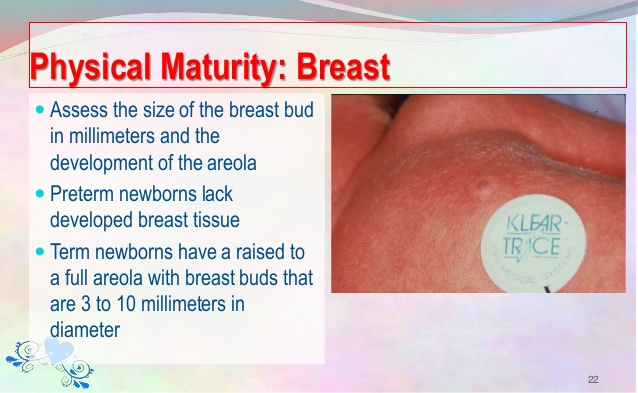 Physical Maturity: Breast
Assess the size of the breast bud
in millimeters and the
development of the areola
Preterm newborns lack
developed breast tissue
Term newborns have a raised to
a full areola with breast buds that
are 3 to 10 millimeters in
diameter
KLEAR-
TRACE
MEDICAL SYSTEMS
22